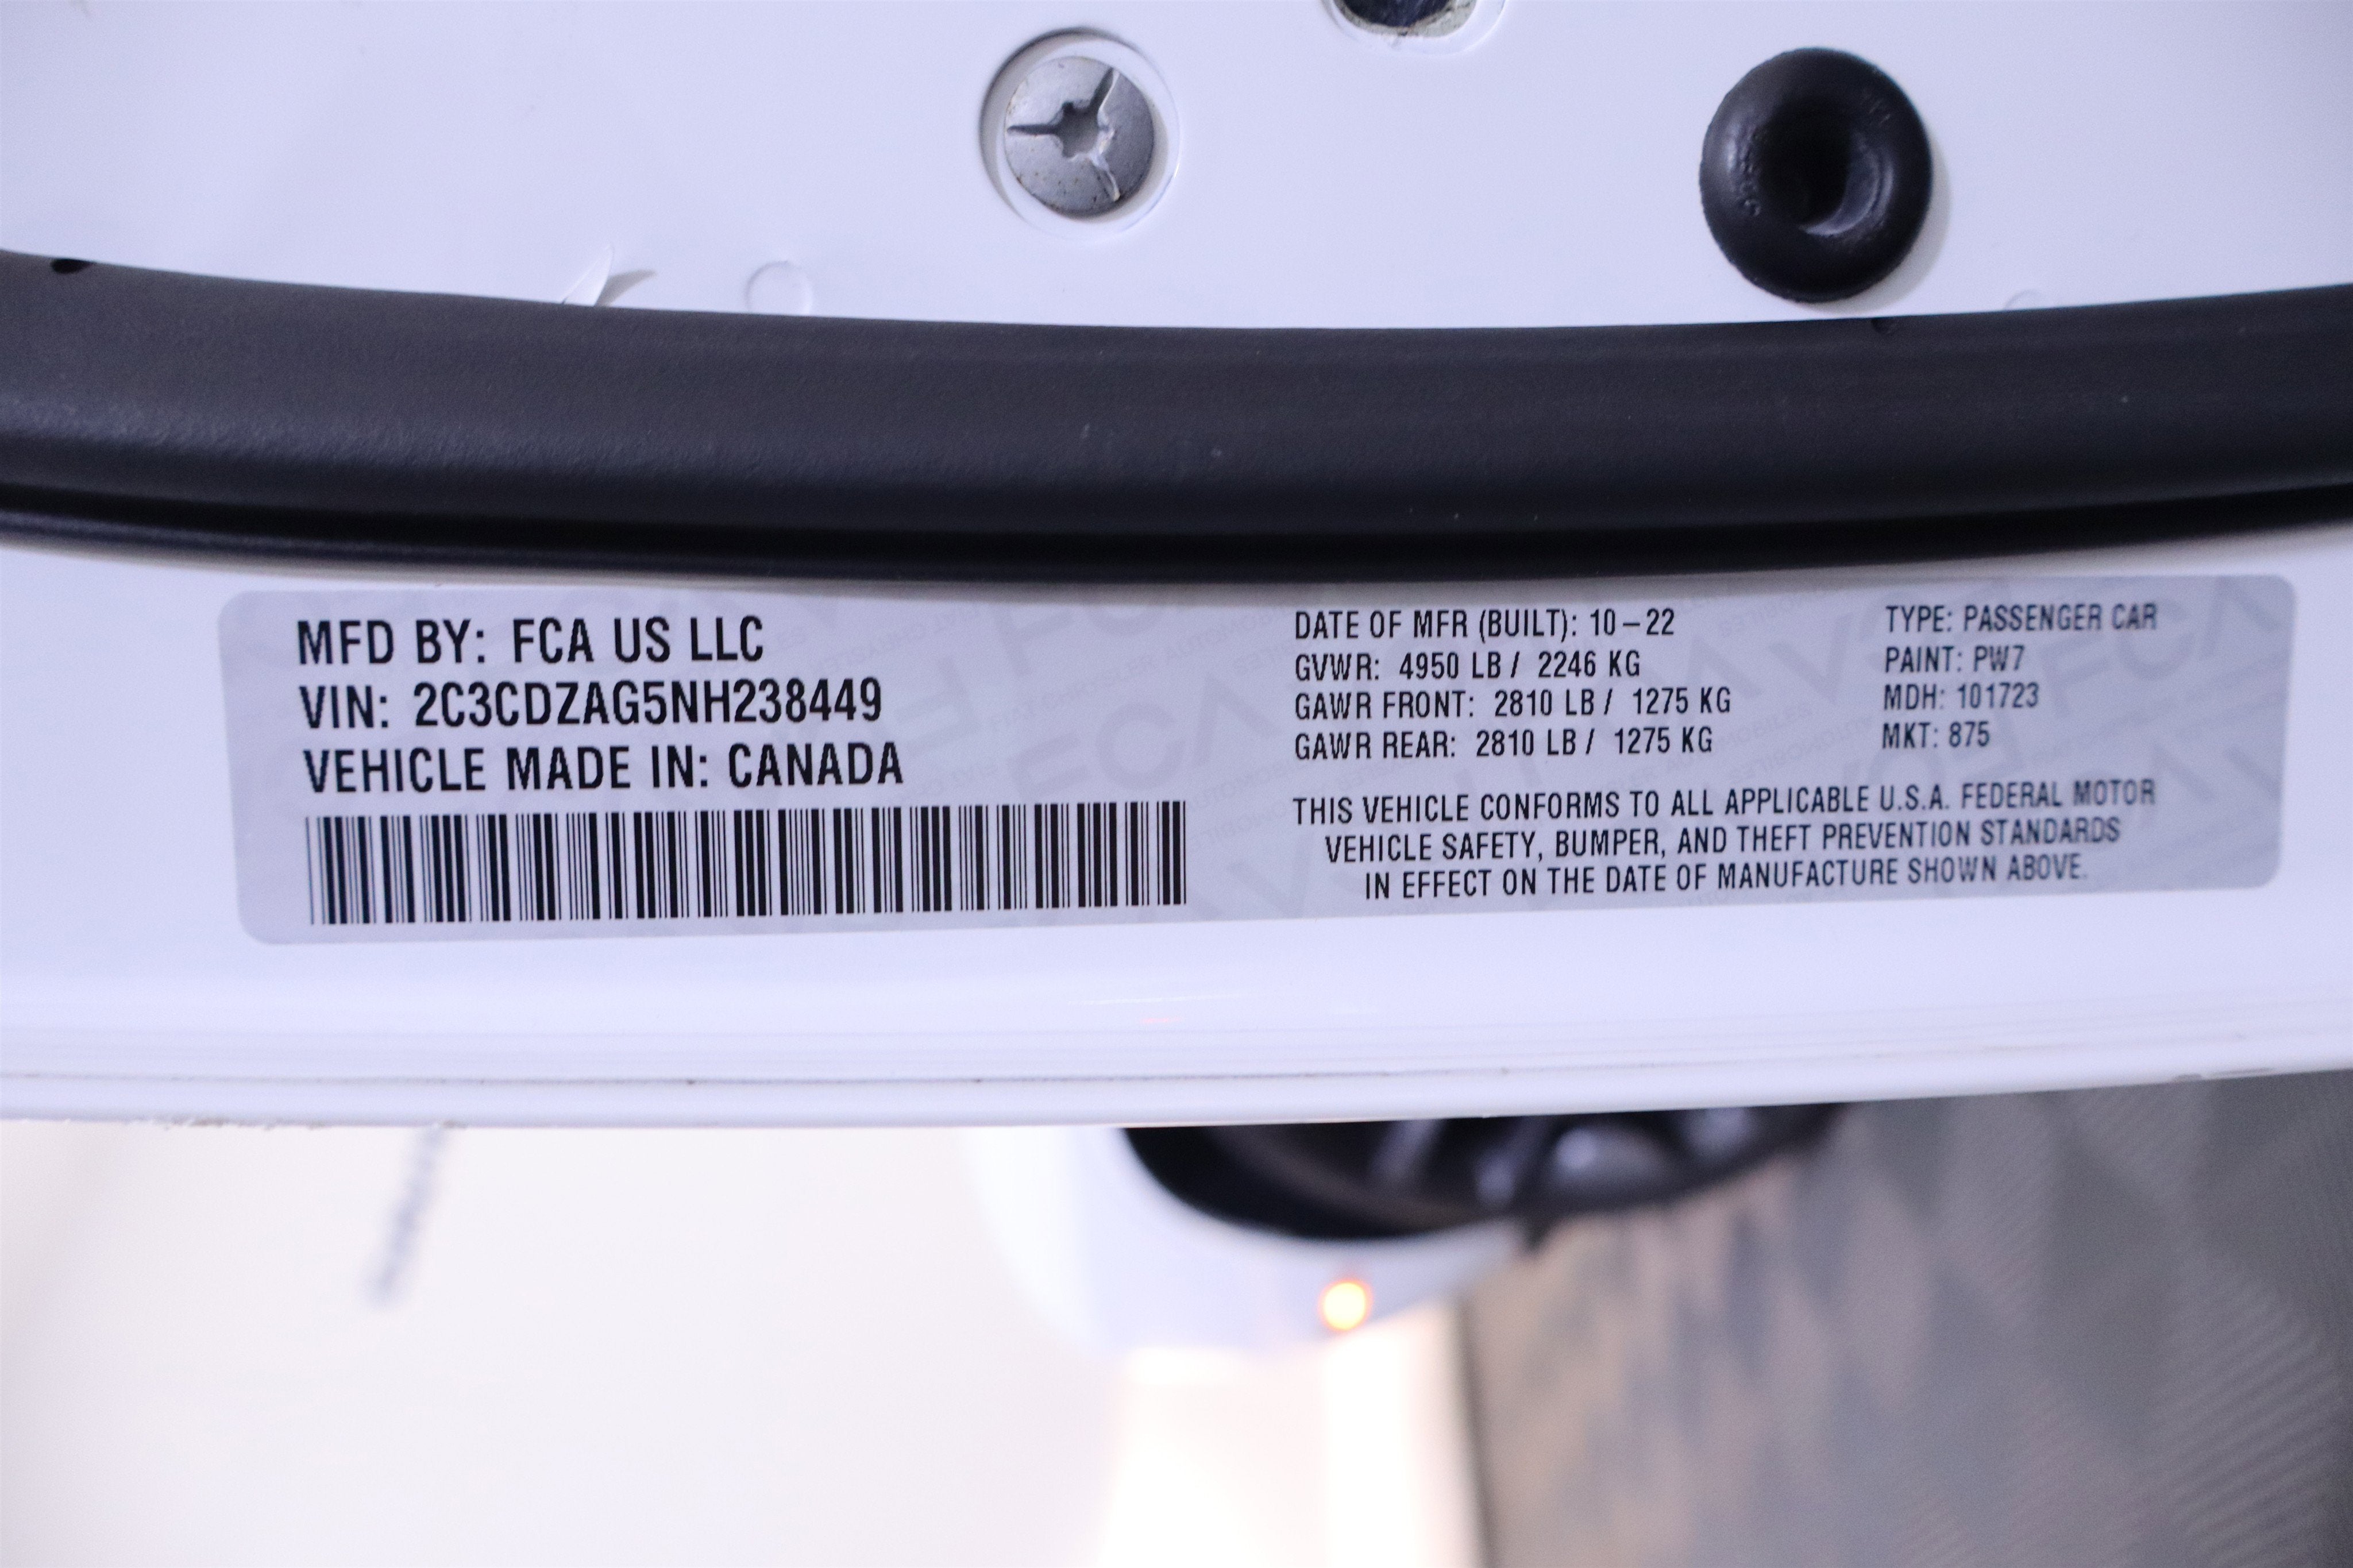 MFD BY: FCA US LLC
VIN: 2C3CDZAG5NH238449
VEHICLE MADE IN: CANADA
DATE OF MFR (BUILT): 10-22
GVWR: 4950 LB / 2246 KG
GAWR FRONT: 2810 LB / 1275 KG
GAWR REAR: 2810 LB / 1275 KG
TYPE: PASSENGER CAR
PAINT: PW7
MDH: 101723
MKT: 875
THIS VEHICLE CONFORMS TO ALL APPLICABLE U.S.A. FEDERAL MOTOR
VEHICLE SAFETY, BUMPER, AND THEFT PREVENTION STANDARDS
IN EFFECT ON THE DATE OF MANUFACTURE SHOWN ABOVE.